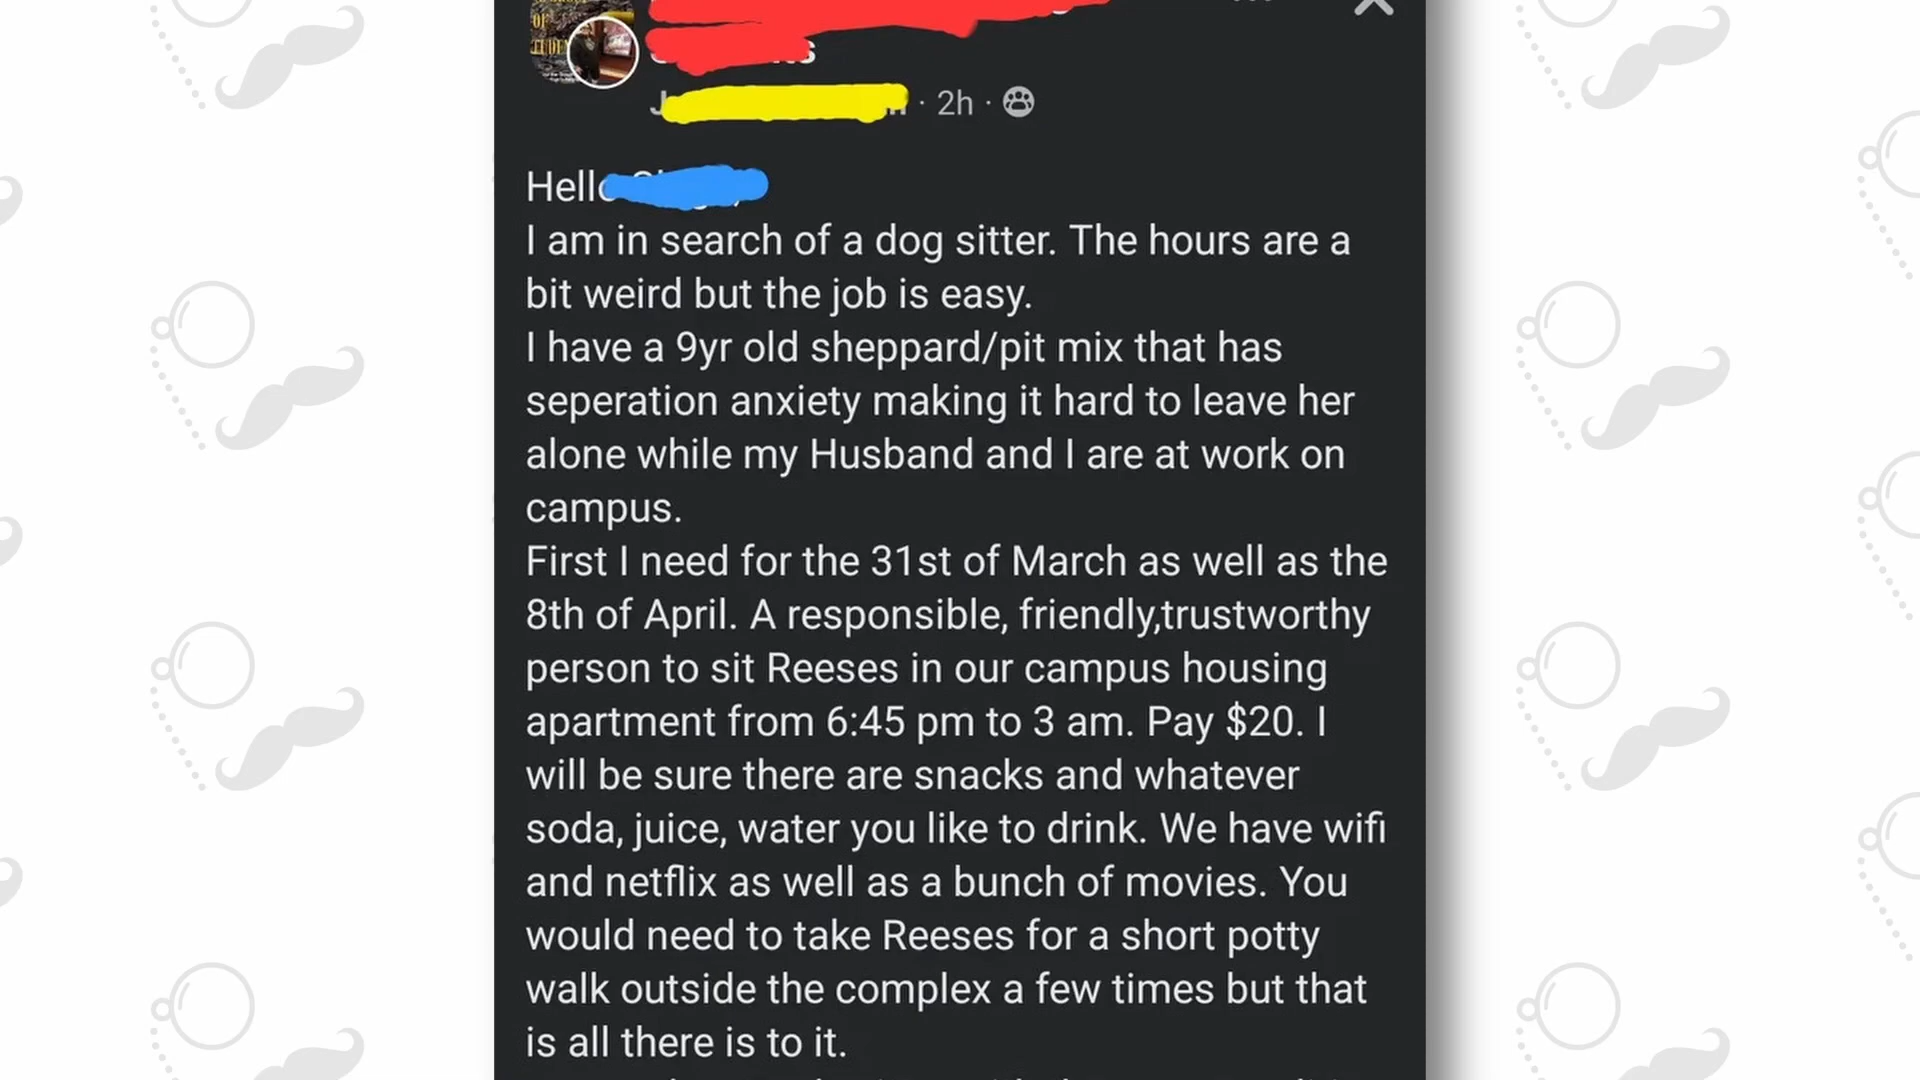 OF
· 2h ·
Hello
I am in search of a dog sitter. The hours are a
bit weird but the job is easy.
I have a 9yr old sheppard/pit mix that has
seperation anxiety making it hard to leave her
alone while my Husband and I are at work on
campus.
First I need for the 31st of March as well as the
8th of April. A responsible, friendly,trustworthy
person to sit Reeses in our campus housing
apartment from 6:45 pm to 3 am. Pay $20. I
will be sure there are snacks and whatever
soda, juice, water you like to drink. We have wifi
and netflix as well as a bunch of movies. You
would need to take Reeses for a short potty
walk outside the complex a few times but that
is all there is to it.